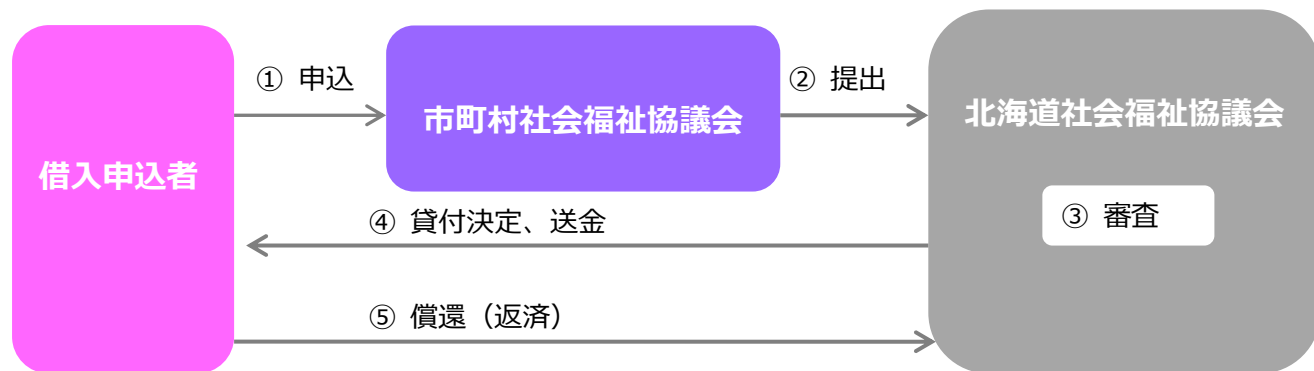 ① 申込
② 提出
市町村社会福祉協議会
北海道社会福祉協議会
借入申込者
③ 審査
④ 貸付決定、送金
⑤ 償還（返済）